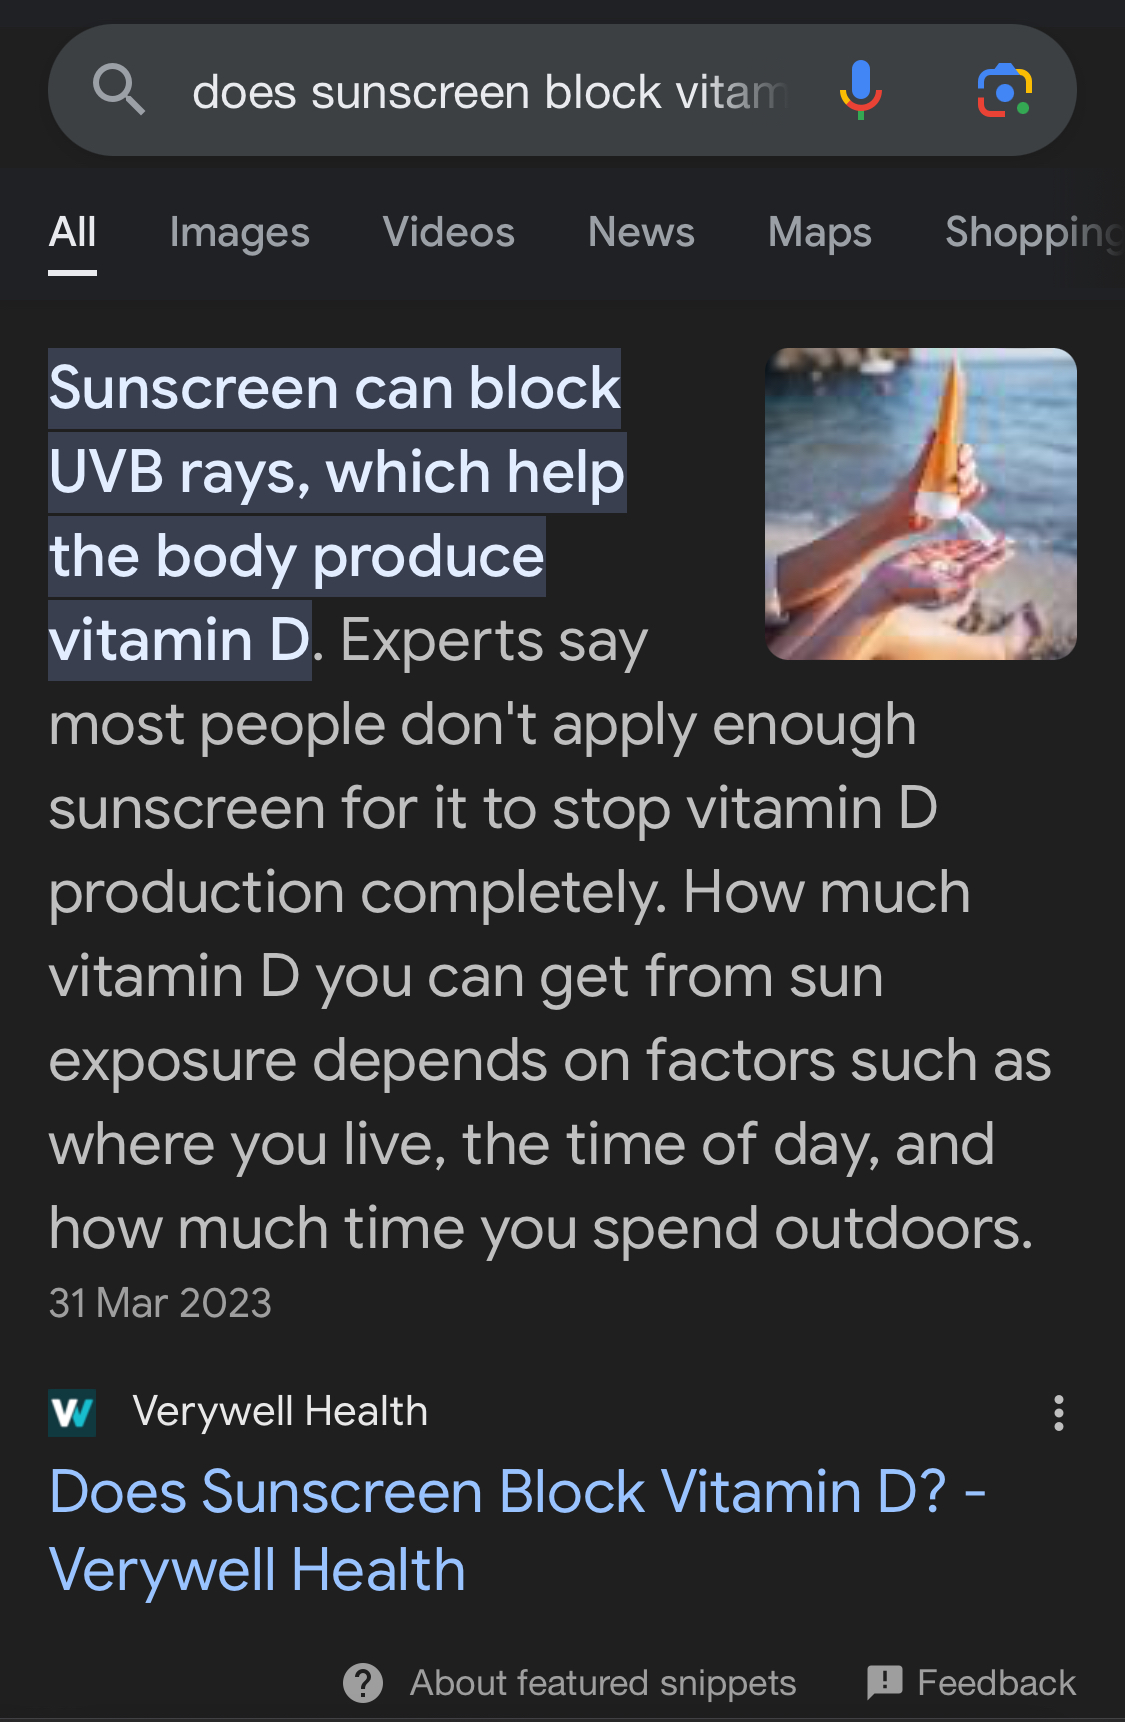 does sunscreen block vitam
All Images Videos News Maps Shopping
Sunscreen can block
UVB rays, which help
the body produce
vitamin D. Experts say
most people don't apply enough
sunscreen for it to stop vitamin D
production completely. How much
vitamin D you can get from sun
exposure depends on factors such as
where you live, the time of day, and
how much time you spend outdoors.
31 Mar 2023
W Verywell Health
Does Sunscreen Block Vitamin D? -
Verywell Health
? About featured snippets ! Feedback